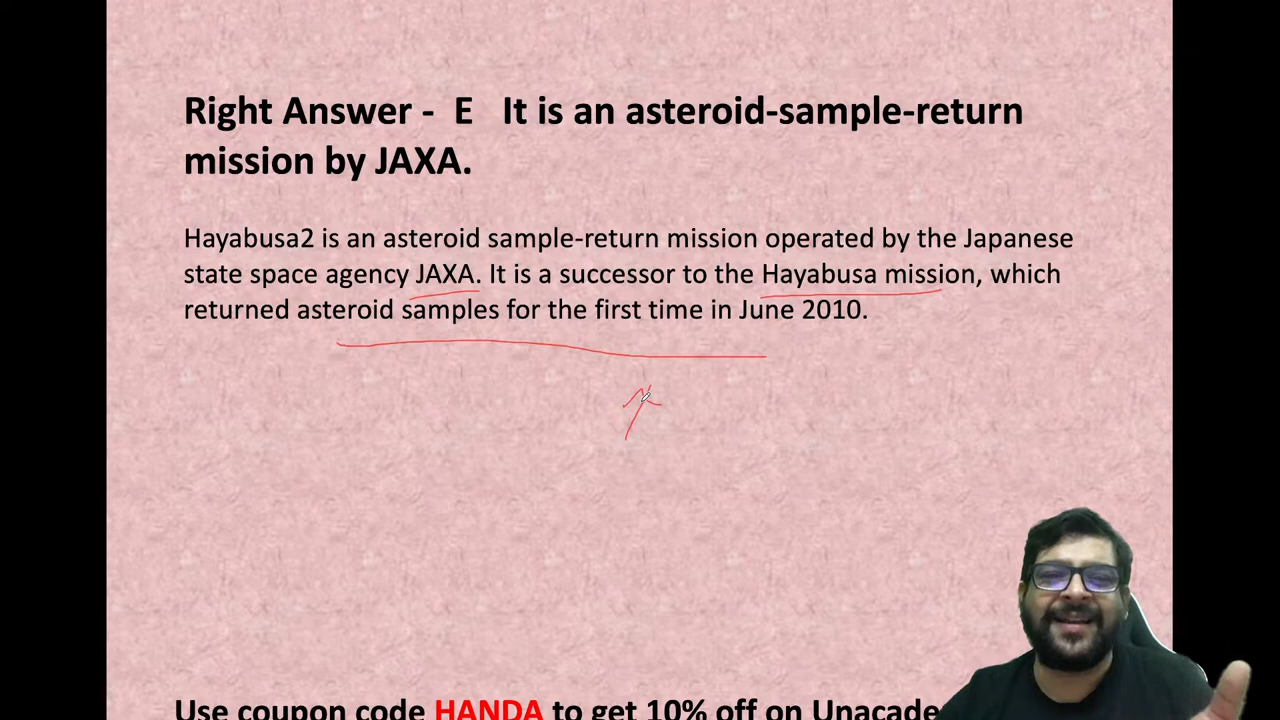 Right Answer - E It is an asteroid-sample-return
mission by JAXA.
Hayabusa2 is an asteroid sample-return mission operated by the Japanese
state space agency JAXA. It is a successor to the Hayabusa mission, which
returned asteroid samples for the first time in June 2010.
Use coupon code HANDA to get 10% off on Unacade